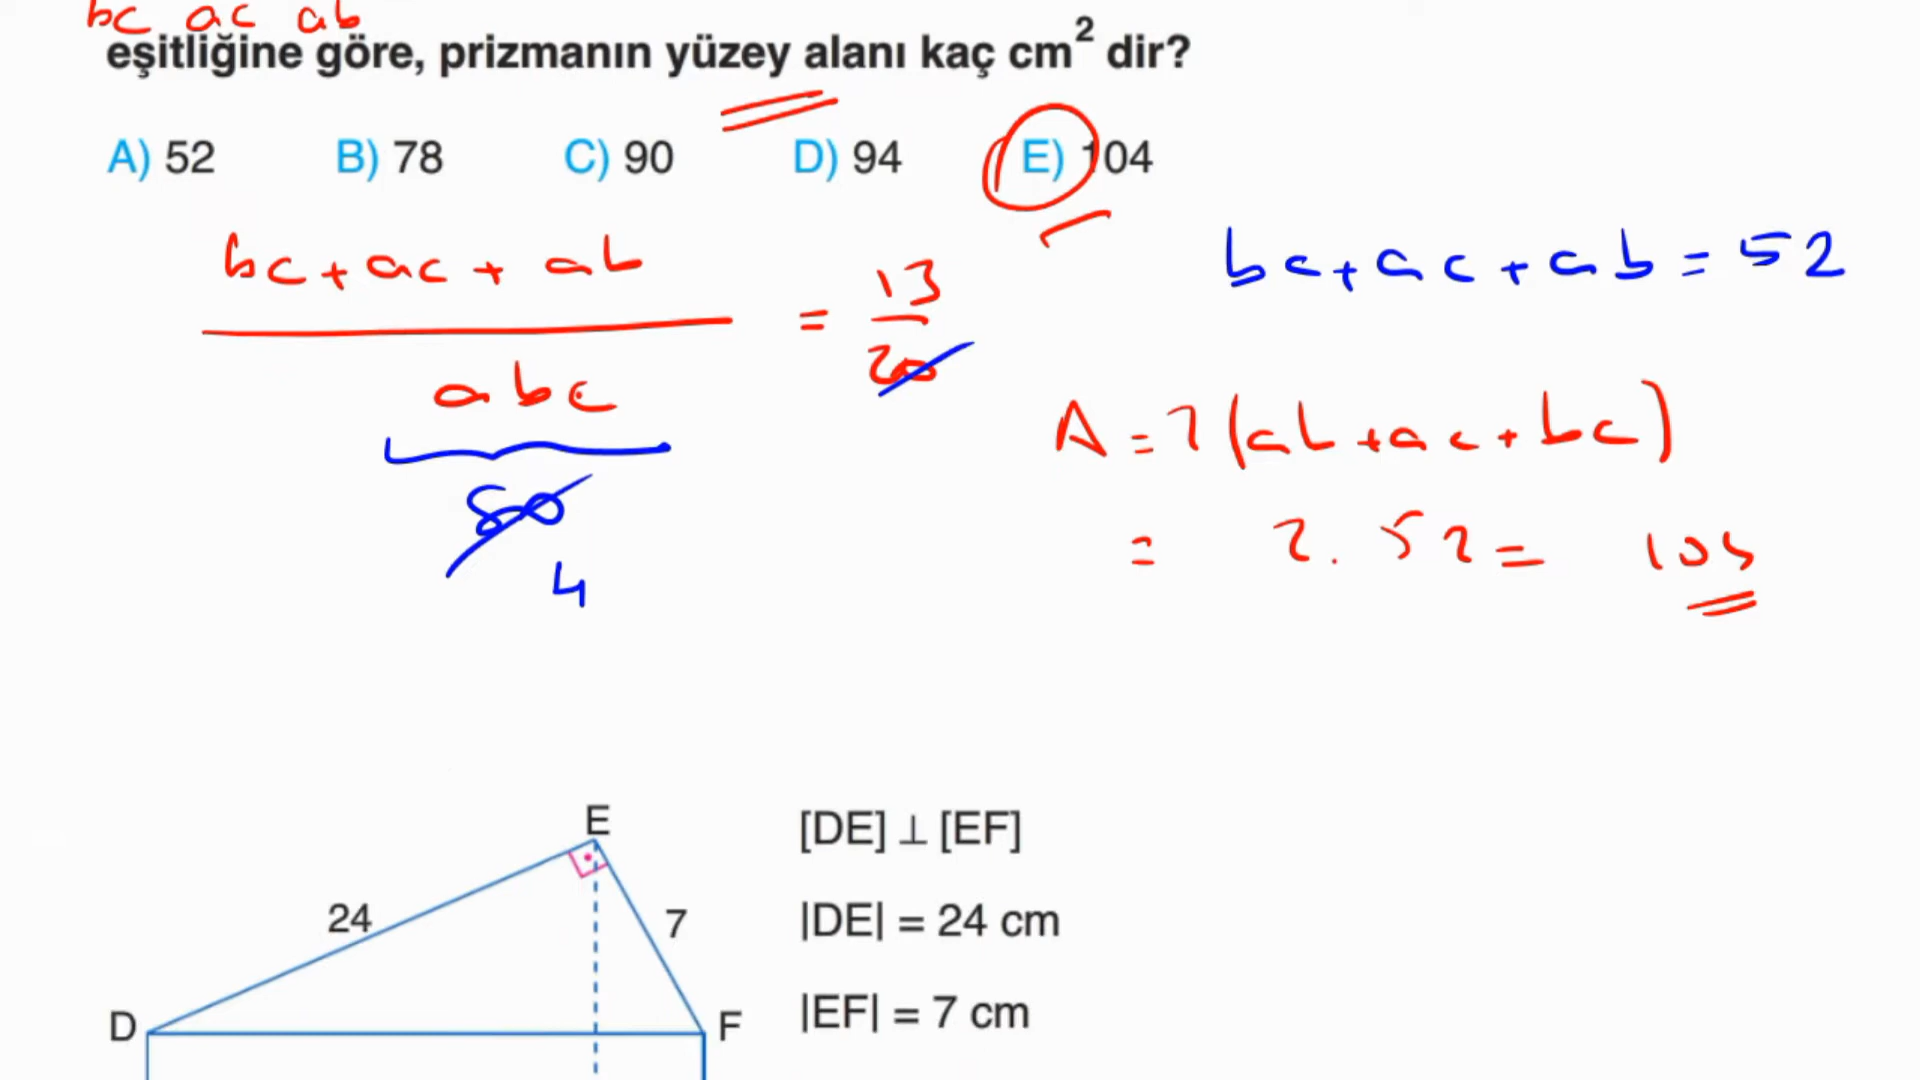 bc ac ab
eşitliğine göre, prizmanın yüzey alanı kaç cm² dir?
A) 52 B) 78 C) 90 D) 94 E) 104
bc + ac + ab
abc
= 13
20
80
4
bc + ac + ab = 52
A = 2 (ab + ac + bc)
= 2 . 52 = 104
E
24
7
D
F
[DE] ⊥ [EF]
|DE| = 24 cm
|EF| = 7 cm